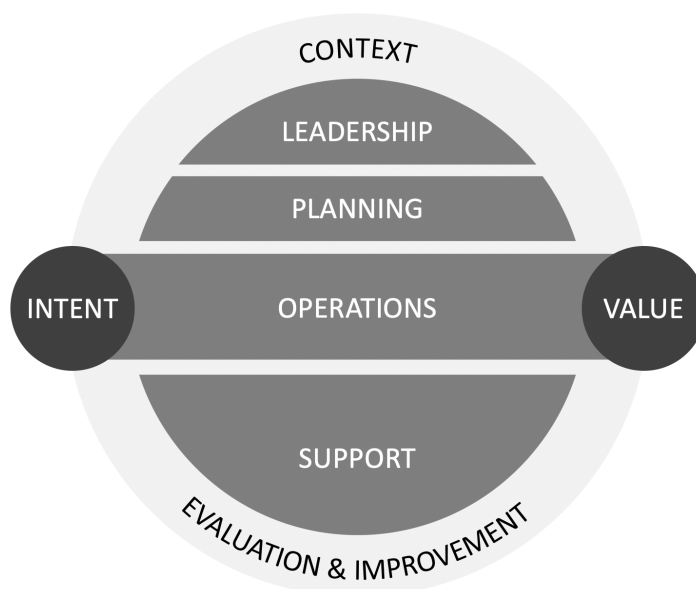 CONTEXT
LEADERSHIP
PLANNING
INTENT
OPERATIONS
VALUE
SUPPORT
EVALUATION & IMPROVEMENT